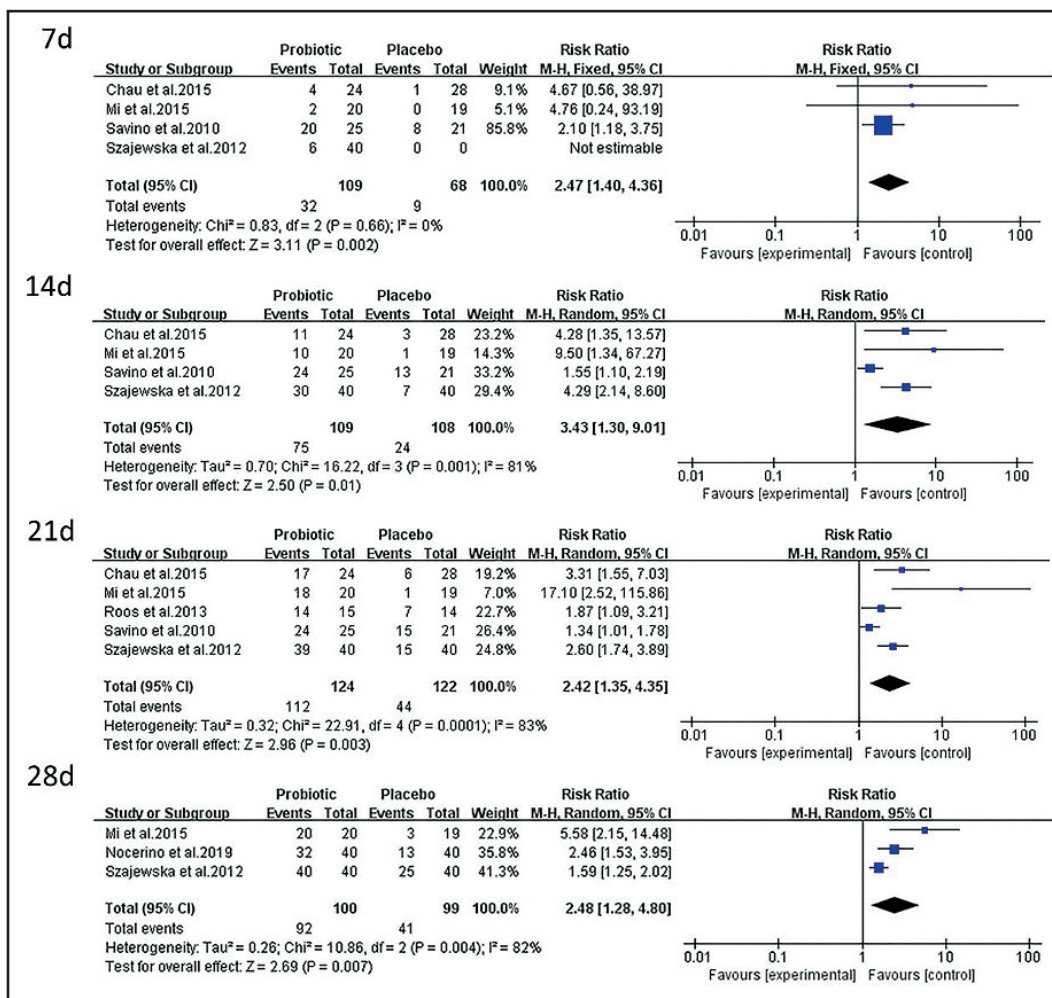 7d
Probiotic Placebo Risk Ratio Risk Ratio
Study or Subgroup Events Total Events Total Weight M-H, Fixed, 95% CI M-H, Fixed, 95% CI
Chau et al.2015 4 24 1 28 9.1% 4.67 [0.56, 38.97]
Mi et al.2015 2 20 0 19 5.1% 4.76 [0.24, 93.19]
Savino et al.2010 20 25 8 21 85.8% 2.10 [1.18, 3.75]
Szajewska et al.2012 6 40 0 0 Not estimable
Total (95% CI) 109 68 100.0% 2.47 [1.40, 4.36]
Total events 32 9
Heterogeneity: Chi² = 0.83, df = 2 (P = 0.66); I² = 0%
Test for overall effect: Z = 3.11 (P = 0.002)
0.01 0.1 1 10 100
Favours [experimental] Favours [control]
14d
Probiotic Placebo Risk Ratio Risk Ratio
Study or Subgroup Events Total Events Total Weight M-H, Random, 95% CI M-H, Random, 95% CI
Chau et al.2015 11 24 3 28 23.2% 4.28 [1.35, 13.57]
Mi et al.2015 10 20 1 19 14.3% 9.50 [1.34, 67.27]
Savino et al.2010 24 25 13 21 33.2% 1.55 [1.10, 2.19]
Szajewska et al.2012 30 40 7 40 29.4% 4.29 [2.14, 8.60]
Total (95% CI) 109 108 100.0% 3.43 [1.30, 9.01]
Total events 75 24
Heterogeneity: Tau² = 0.70; Chi² = 16.22, df = 3 (P = 0.001); I² = 81%
Test for overall effect: Z = 2.50 (P = 0.01)
0.01 0.1 1 10 100
Favours [experimental] Favours [control]
21d
Probiotic Placebo Risk Ratio Risk Ratio
Study or Subgroup Events Total Events Total Weight M-H, Random, 95% CI M-H, Random, 95% CI
Chau et al.2015 17 24 6 28 19.2% 3.31 [1.55, 7.03]
Mi et al.2015 18 20 1 19 7.0% 17.10 [2.52, 115.86]
Roos et al.2013 14 15 7 14 22.7% 1.87 [1.09, 3.21]
Savino et al.2010 24 25 15 21 26.4% 1.34 [1.01, 1.78]
Szajewska et al.2012 39 40 15 40 24.8% 2.60 [1.74, 3.89]
Total (95% CI) 124 122 100.0% 2.42 [1.35, 4.35]
Total events 112 44
Heterogeneity: Tau² = 0.32; Chi² = 22.91, df = 4 (P = 0.0001); I² = 83%
Test for overall effect: Z = 2.96 (P = 0.003)
0.01 0.1 1 10 100
Favours [experimental] Favours [control]
28d
Probiotic Placebo Risk Ratio Risk Ratio
Study or Subgroup Events Total Events Total Weight M-H, Random, 95% CI M-H, Random, 95% CI
Mi et al.2015 20 20 3 19 22.9% 5.58 [2.15, 14.48]
Nocerino et al.2019 32 40 13 40 35.8% 2.46 [1.53, 3.95]
Szajewska et al.2012 40 40 25 40 41.3% 1.59 [1.25, 2.02]
Total (95% CI) 100 99 100.0% 2.48 [1.28, 4.80]
Total events 92 41
Heterogeneity: Tau² = 0.26; Chi² = 10.86, df = 2 (P = 0.004); I² = 82%
Test for overall effect: Z = 2.69 (P = 0.007)
0.01 0.1 1 10 100
Favours [experimental] Favours [control]